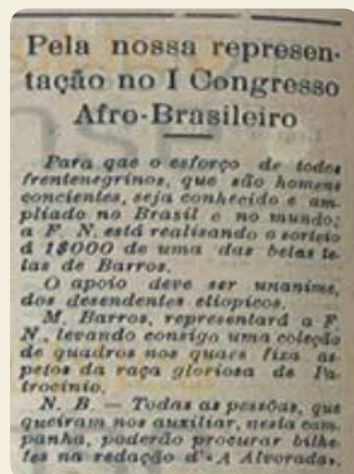 Pela nossa represen-
tação no I Congresso
Afro-Brasileiro
Para que o esforço de todos
frentenegrinos, que são homens
concientes, seja conhecido e am-
pliado no Brasil e no mundo;
a F. N. está realisando o sorteio
á 1$000 de uma das belas te-
las de Barros.
O apoio deve ser unanime,
dos desendentes etiopicos.
M. Barros, representará a F.
N., levando consigo uma coleção
de quadros nos quaes fixa as-
petos da raça gloriosa de Pa-
trocinio.
N. B. — Todas as pessôas, que
queiram nos auxiliar, nesta cam-
panha, poderão procurar bilhe-
tes na redação d'«A Alvorada».